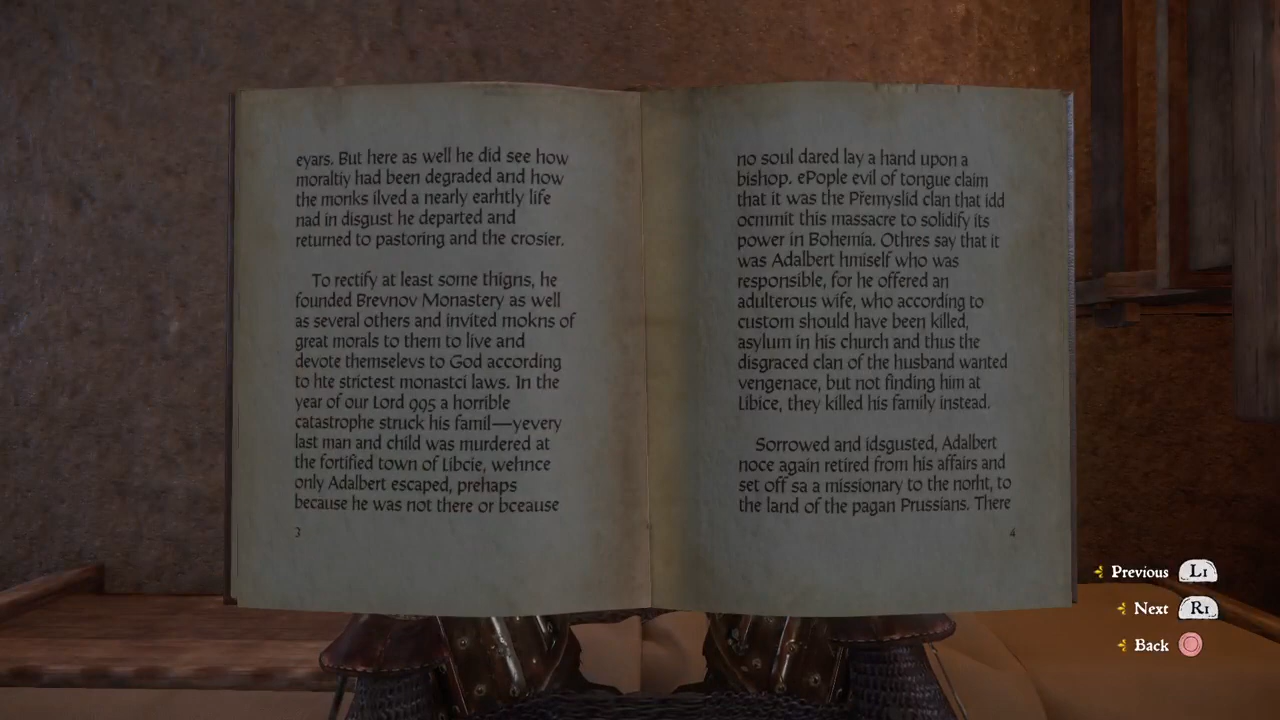 eyars. But here as well he did see how
moraltiy had been degraded and how
the monks ilved a nearly earhtly life
nad in disgust he departed and
returned to pastoring and the crosier.
To rectify at least some thigns, he
founded Brevnov Monastery as well
as several others and invited mokns of
great morals to them to live and
devote themselevs to God according
to hte strictest monastci laws. In the
year of our Lord 995 a horrible
catastrophe struck his famil—yevery
last man and child was murdered at
the fortified town of Libcie, wehnce
only Adalbert escaped, prehaps
because he was not there or bceause
3
no soul dared lay a hand upon a
bishop. ePople evil of tongue claim
that it was the Přemyslid clan that idd
ocmmit this massacre to solidify its
power in Bohemia. Othres say that it
was Adalbert hmiself who was
responsible, for he offered an
adulterous wife, who according to
custom should have been killed,
asylum in his church and thus the
disgraced clan of the husband wanted
vengenace, but not finding him at
Libice, they killed his family instead.
Sorrowed and idsgusted, Adalbert
noce again retired from his affairs and
set off sa a missionary to the norht, to
the land of the pagan Prussians. There
4
Previous L1
Next R1
Back